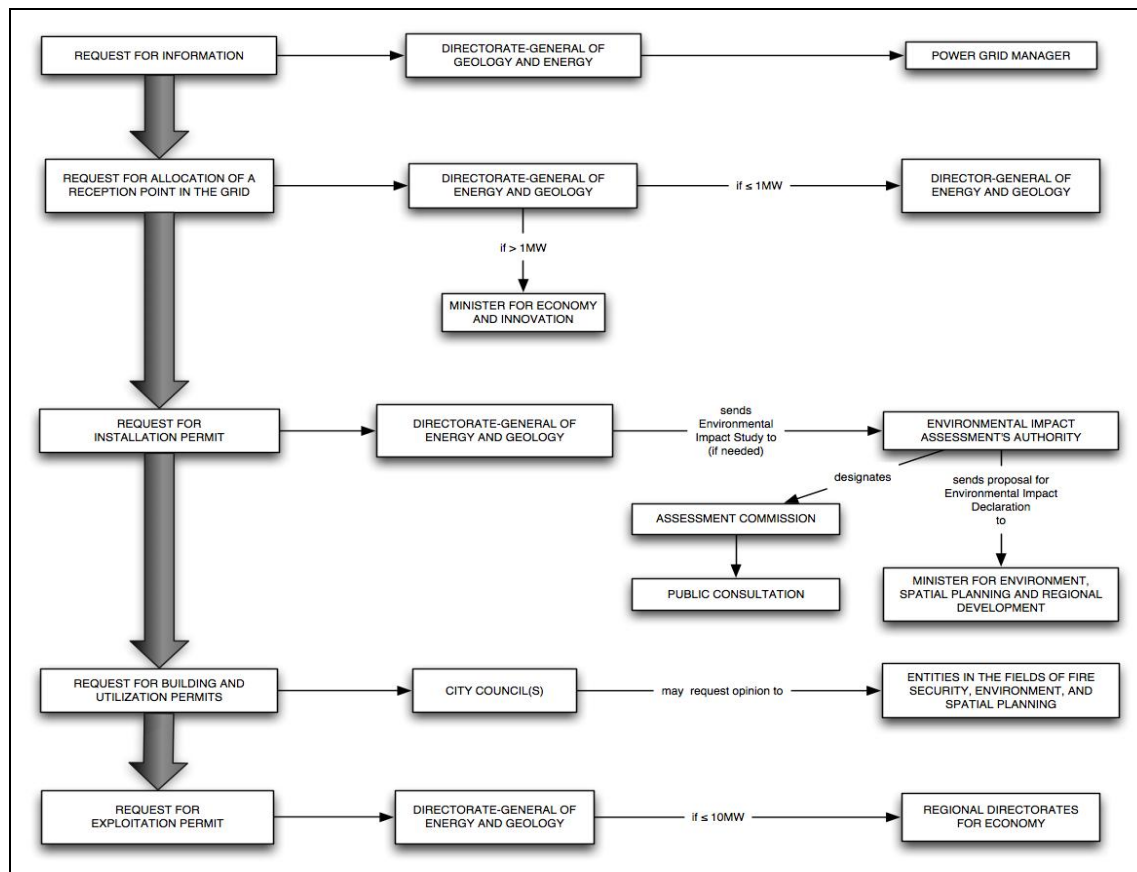 REQUEST FOR INFORMATION
DIRECTORATE-GENERAL OF
GEOLOGY AND ENERGY
POWER GRID MANAGER
REQUEST FOR ALLOCATION OF A
RECEPTION POINT IN THE GRID
DIRECTORATE-GENERAL OF
ENERGY AND GEOLOGY
if ≤ 1MW
DIRECTOR-GENERAL OF
ENERGY AND GEOLOGY
if > 1MW
MINISTER FOR ECONOMY
AND INNOVATION
REQUEST FOR
INSTALLATION PERMIT
DIRECTORATE-GENERAL OF
ENERGY AND GEOLOGY
sends
Environmental
Impact Study to
(if needed)
ENVIRONMENTAL IMPACT
ASSESSMENT'S AUTHORITY
designates
sends proposal for
Environmental Impact
Declaration
to
ASSESSMENT COMMISSION
PUBLIC CONSULTATION
MINISTER FOR ENVIRONMENT,
SPATIAL PLANNING AND REGIONAL
DEVELOPMENT
REQUEST FOR BUILDING AND
UTILIZATION PERMITS
CITY COUNCIL(S)
may request opinion to
ENTITIES IN THE FIELDS OF FIRE
SECURITY, ENVIRONMENT, AND
SPATIAL PLANNING
REQUEST FOR
EXPLOITATION PERMIT
DIRECTORATE-GENERAL OF
ENERGY AND GEOLOGY
if ≤ 10MW
REGIONAL DIRECTORATES
FOR ECONOMY